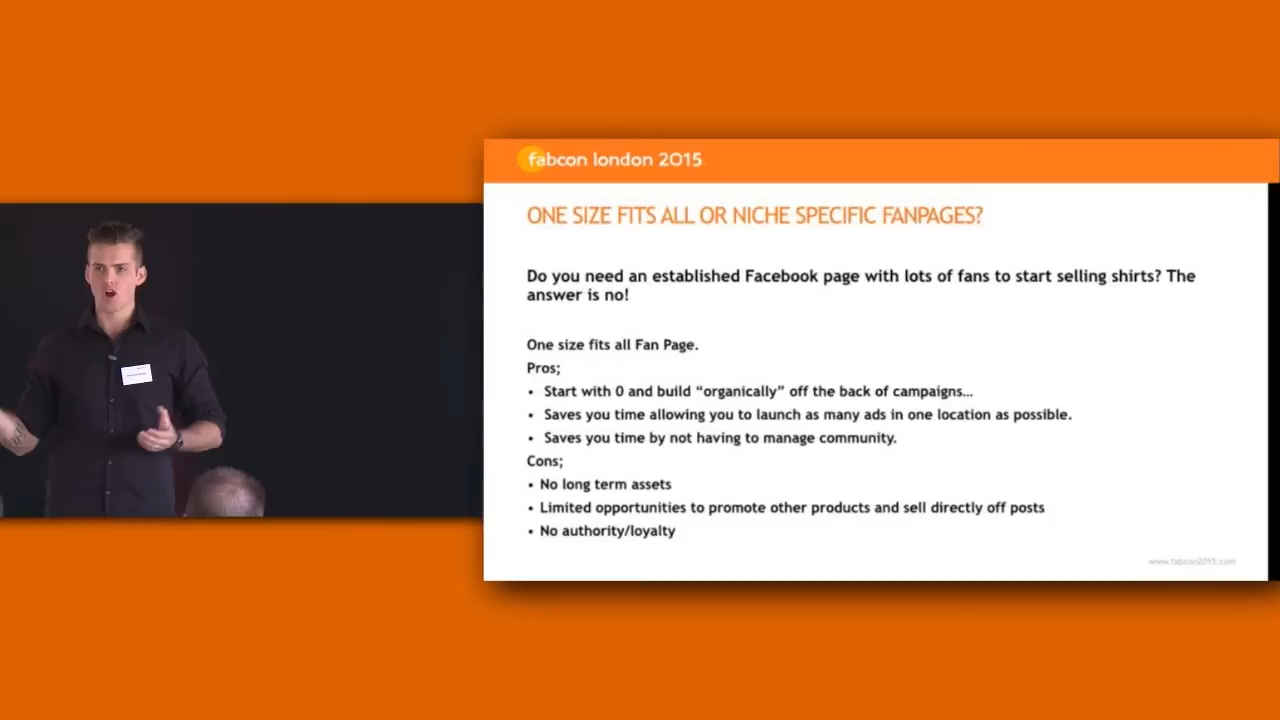 fabcon london 2015
ONE SIZE FITS ALL OR NICHE SPECIFIC FANPAGES?
Do you need an established Facebook page with lots of fans to start selling shirts? The
answer is no!
One size fits all Fan Page.
Pros;
• Start with 0 and build “organically” off the back of campaigns…
• Saves you time allowing you to launch as many ads in one location as possible.
• Saves you time by not having to manage community.
Cons;
• No long term assets
• Limited opportunities to promote other products and sell directly off posts
• No authority/loyalty
www.fabcon2015.com